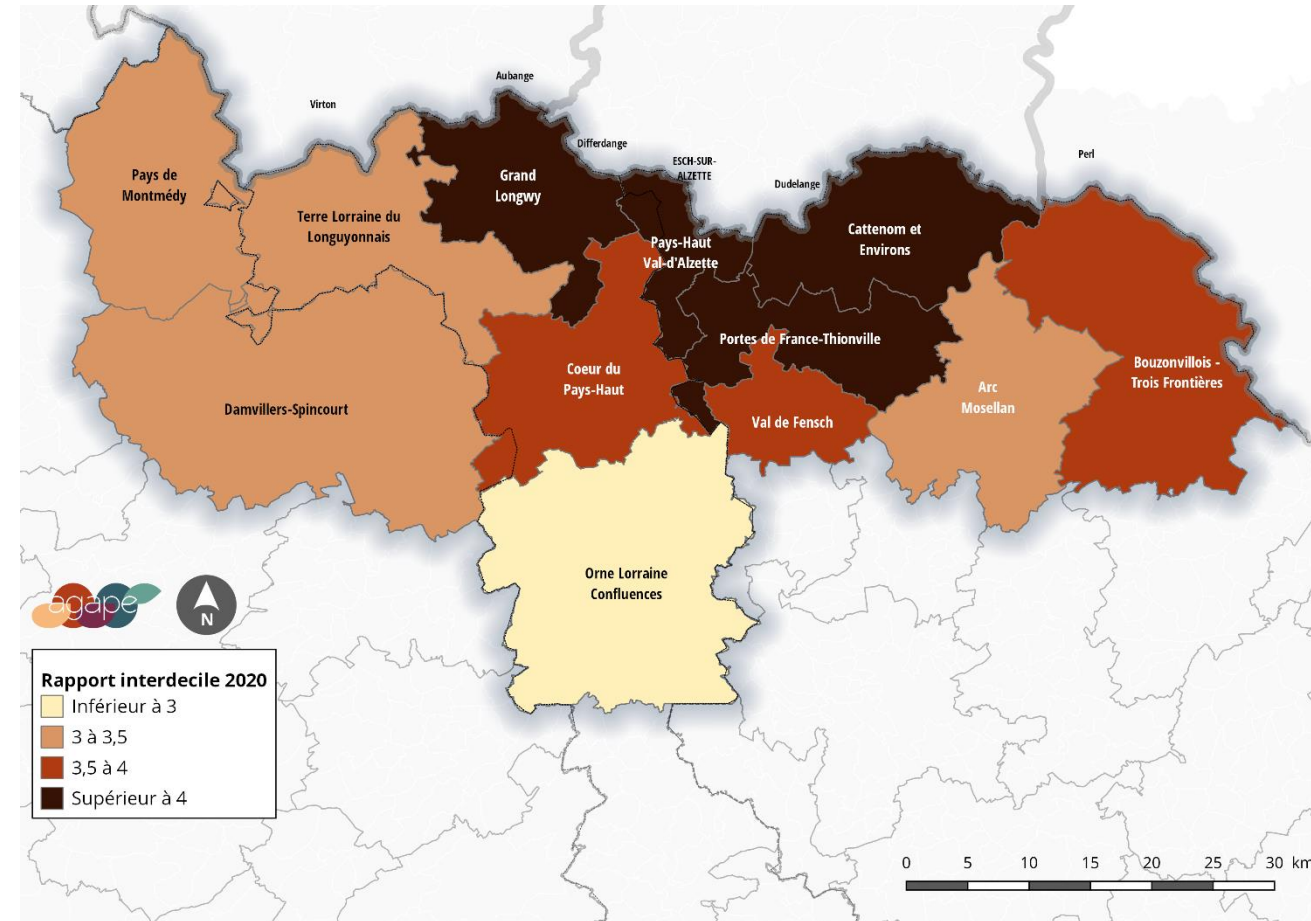 Aubange
Virton
Differdange
ESCH-SUR-
ALZETTE
Dudelange
Perl
Pays de
Montmédy
Grand
Longwy
Terre Lorraine du
Longuyonnais
Pays-Haut
Val-d'Alzette
Cattenom et
Environs
Portes de France-Thionville
Coeur du
Pays-Haut
Bouzonvillois -
Trois Frontières
Damvillers-Spincourt
Val de Fensch
Arc
Mosellan
Orne Lorraine
Confluences
agape
N
Rapport interdecile 2020
Inférieur à 3
3 à 3,5
3,5 à 4
Supérieur à 4
0 5 10 15 20 25 30 km